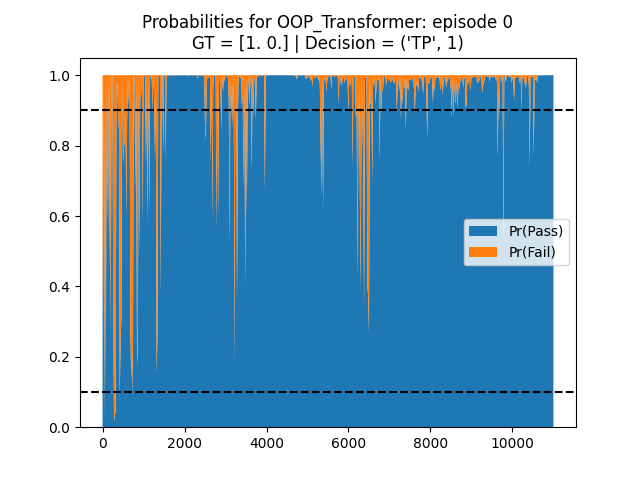 Probabilities for OOP_Transformer: episode 0
GT = [1. 0.] | Decision = ('TP', 1)
1.0
0.8
0.6
0.4
0.2
0.0
Pr(Pass)
Pr(Fail)
0 2000 4000 6000 8000 10000